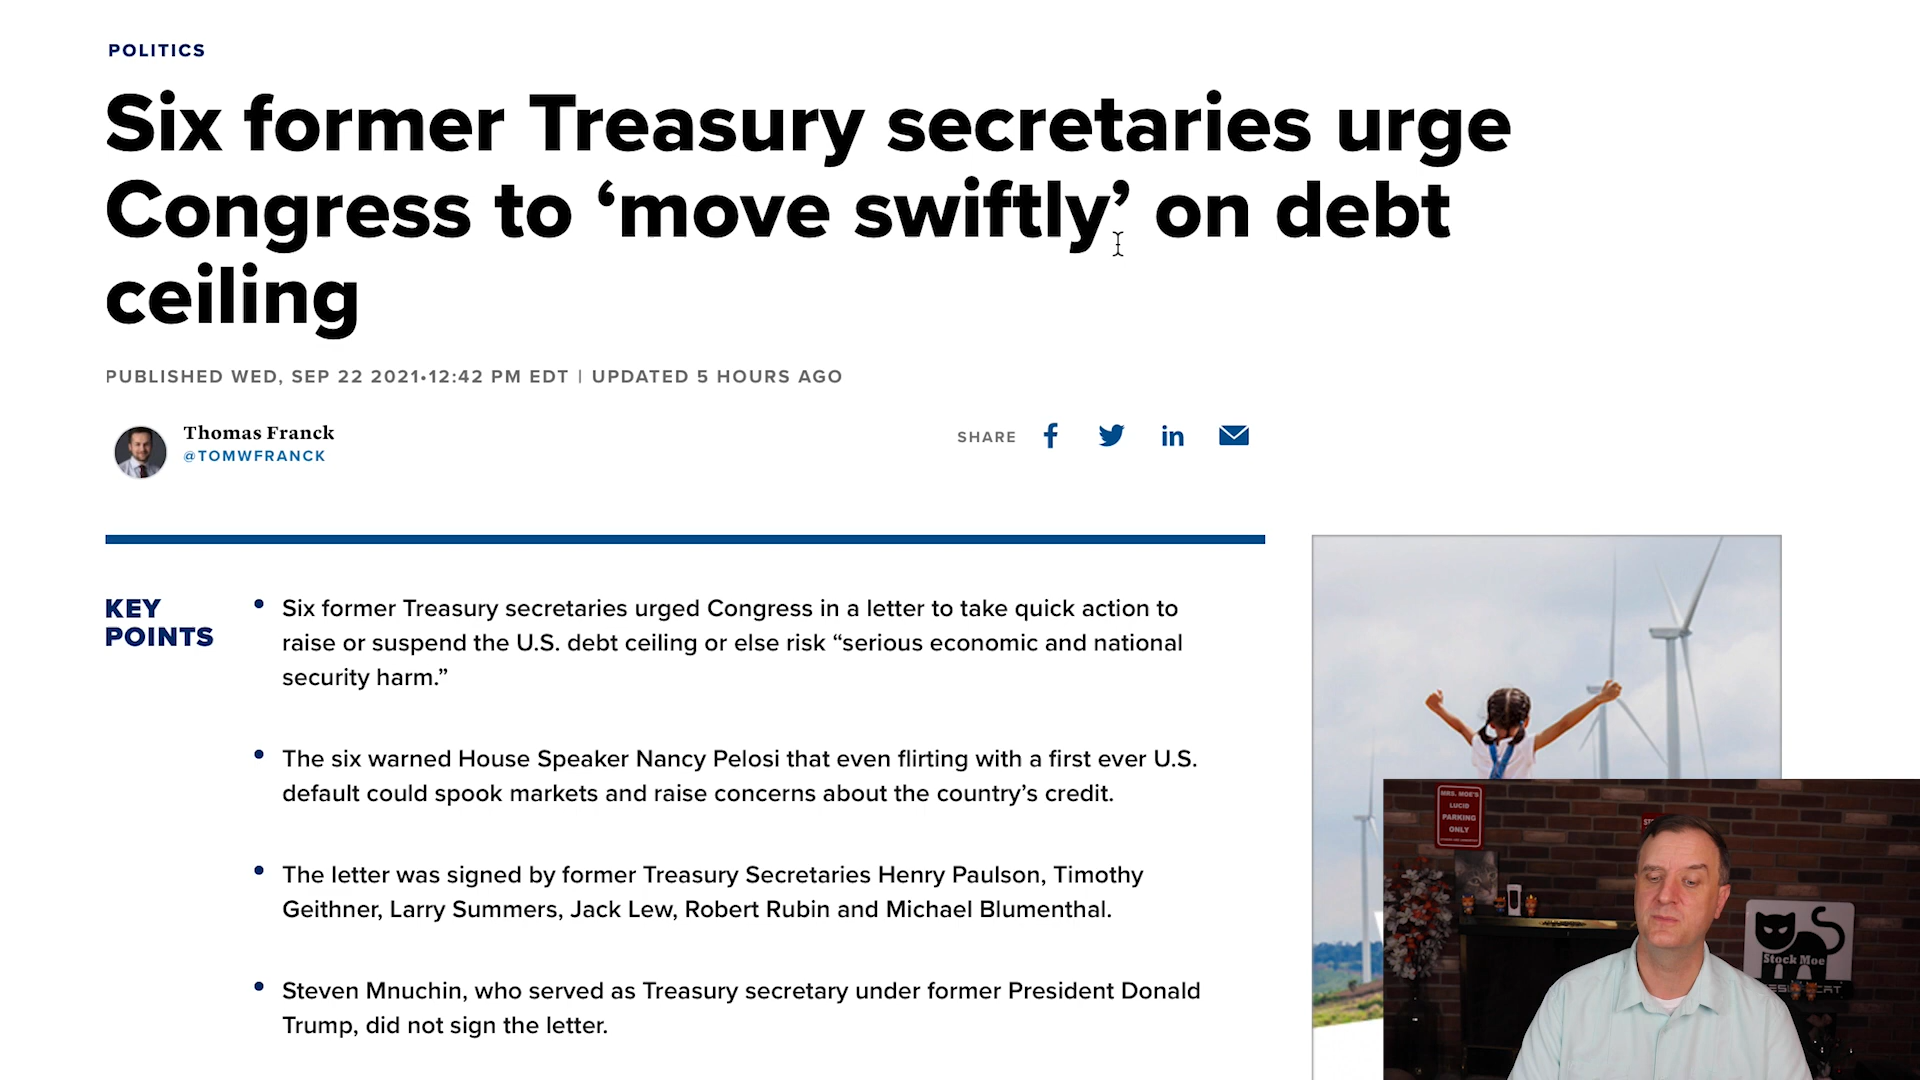 POLITICS
Six former Treasury secretaries urge
Congress to ‘move swiftly’ on debt
ceiling
PUBLISHED WED, SEP 22 2021•12:42 PM EDT | UPDATED 5 HOURS AGO
Thomas Franck
@TOMWFRANCK
SHARE
KEY
POINTS
• Six former Treasury secretaries urged Congress in a letter to take quick action to
raise or suspend the U.S. debt ceiling or else risk “serious economic and national
security harm.”
• The six warned House Speaker Nancy Pelosi that even flirting with a first ever U.S.
default could spook markets and raise concerns about the country’s credit.
• The letter was signed by former Treasury Secretaries Henry Paulson, Timothy
Geithner, Larry Summers, Jack Lew, Robert Rubin and Michael Blumenthal.
• Steven Mnuchin, who served as Treasury secretary under former President Donald
Trump, did not sign the letter.
MRS. MOE'S
LUCID
PARKING
ONLY
Stock Moe